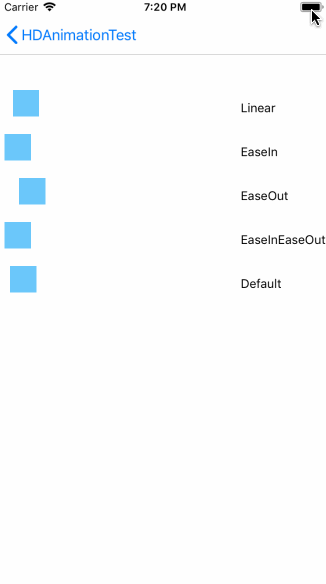 Carrier 7:20 PM
HDAnimationTest
Linear
EaseIn
EaseOut
EaseInEaseOut
Default